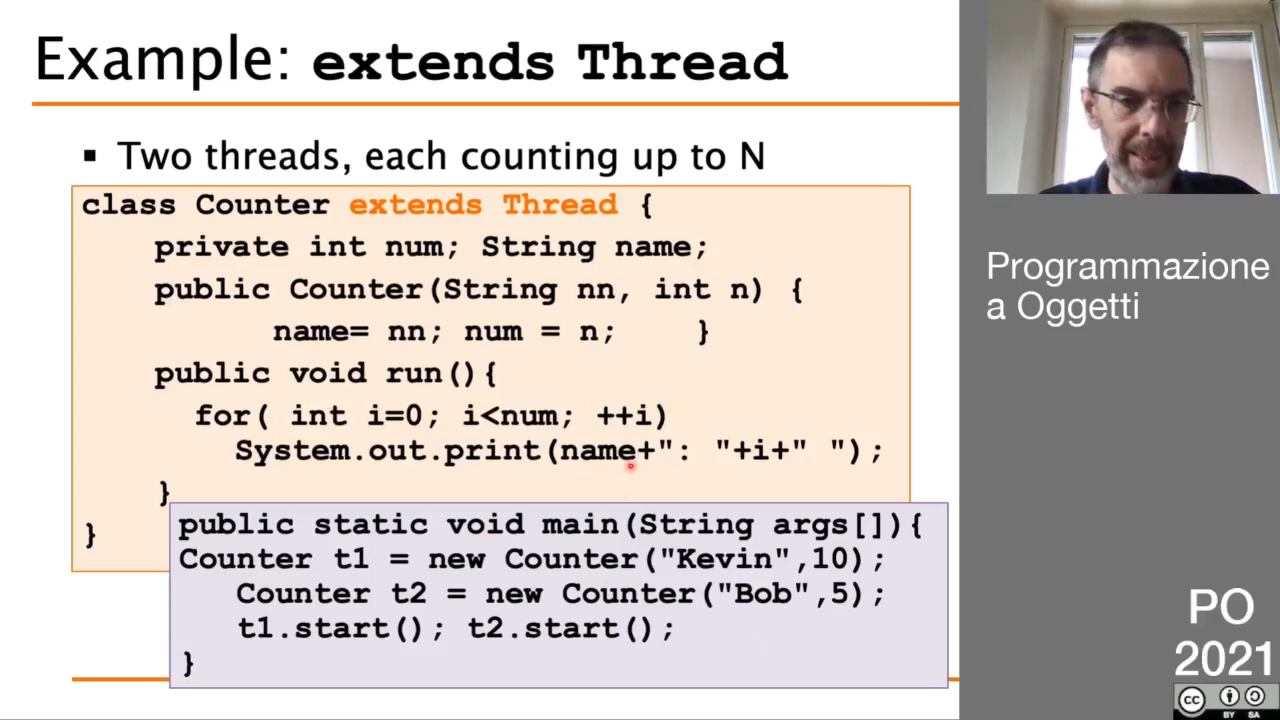 Example: extends Thread
▪ Two threads, each counting up to N
class Counter extends Thread {
private int num; String name;
public Counter(String nn, int n) {
name= nn; num = n; }
public void run(){
for( int i=0; i<num; ++i)
System.out.print(name+": "+i+" ");
}
}
public static void main(String args[]){
Counter t1 = new Counter("Kevin",10);
Counter t2 = new Counter("Bob",5);
t1.start(); t2.start();
}
Programmazione
a Oggetti
PO
2021
cc
BY SA